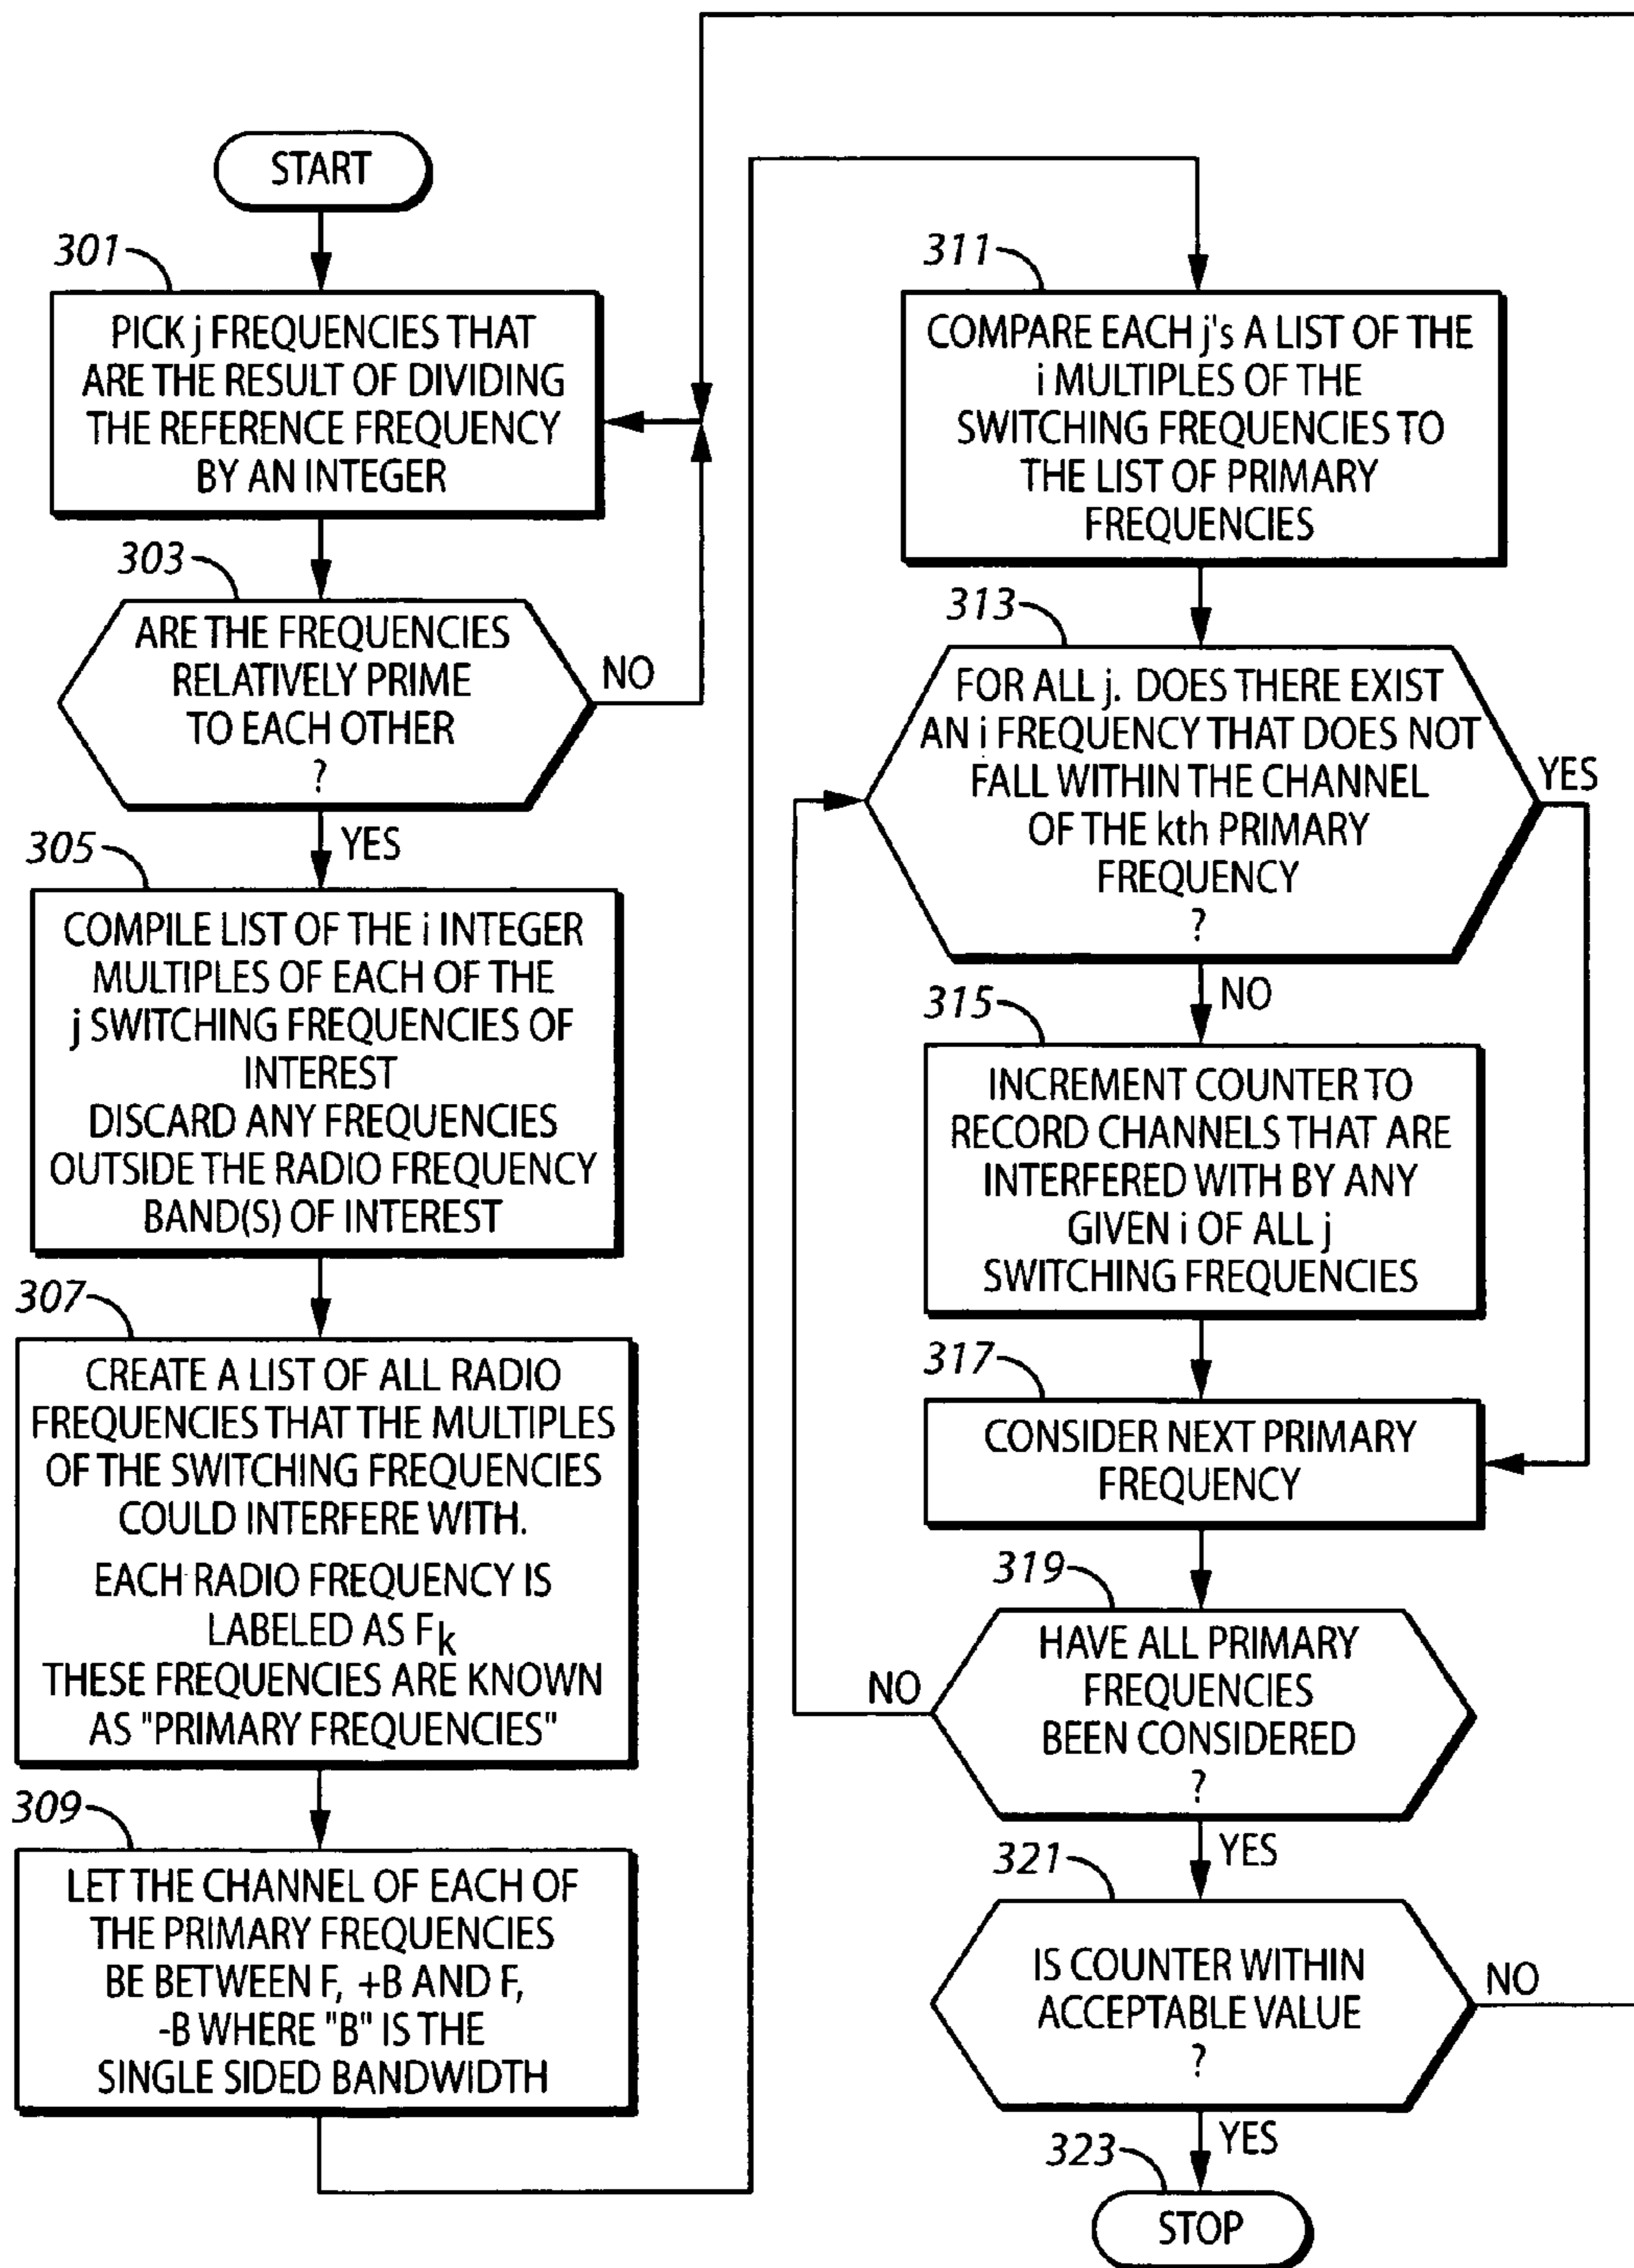 START
301
PICK j FREQUENCIES THAT
ARE THE RESULT OF DIVIDING
THE REFERENCE FREQUENCY
BY AN INTEGER
303
ARE THE FREQUENCIES
RELATIVELY PRIME
TO EACH OTHER
?
NO
YES
305
COMPILE LIST OF THE i INTEGER
MULTIPLES OF EACH OF THE
j SWITCHING FREQUENCIES OF
INTEREST
DISCARD ANY FREQUENCIES
OUTSIDE THE RADIO FREQUENCY
BAND(S) OF INTEREST
307
CREATE A LIST OF ALL RADIO
FREQUENCIES THAT THE MULTIPLES
OF THE SWITCHING FREQUENCIES
COULD INTERFERE WITH.
EACH RADIO FREQUENCY IS
LABELED AS Fk
THESE FREQUENCIES ARE KNOWN
AS "PRIMARY FREQUENCIES"
309
LET THE CHANNEL OF EACH OF
THE PRIMARY FREQUENCIES
BE BETWEEN F, +B AND F,
-B WHERE "B" IS THE
SINGLE SIDED BANDWIDTH
311
COMPARE EACH j's A LIST OF THE
i MULTIPLES OF THE
SWITCHING FREQUENCIES TO
THE LIST OF PRIMARY
FREQUENCIES
313
FOR ALL j. DOES THERE EXIST
AN i FREQUENCY THAT DOES NOT
FALL WITHIN THE CHANNEL
OF THE kth PRIMARY
FREQUENCY
?
YES
NO
315
INCREMENT COUNTER TO
RECORD CHANNELS THAT ARE
INTERFERED WITH BY ANY
GIVEN i OF ALL j
SWITCHING FREQUENCIES
317
CONSIDER NEXT PRIMARY
FREQUENCY
319
HAVE ALL PRIMARY
FREQUENCIES
BEEN CONSIDERED
?
NO
YES
321
IS COUNTER WITHIN
ACCEPTABLE VALUE
?
NO
YES
323
STOP